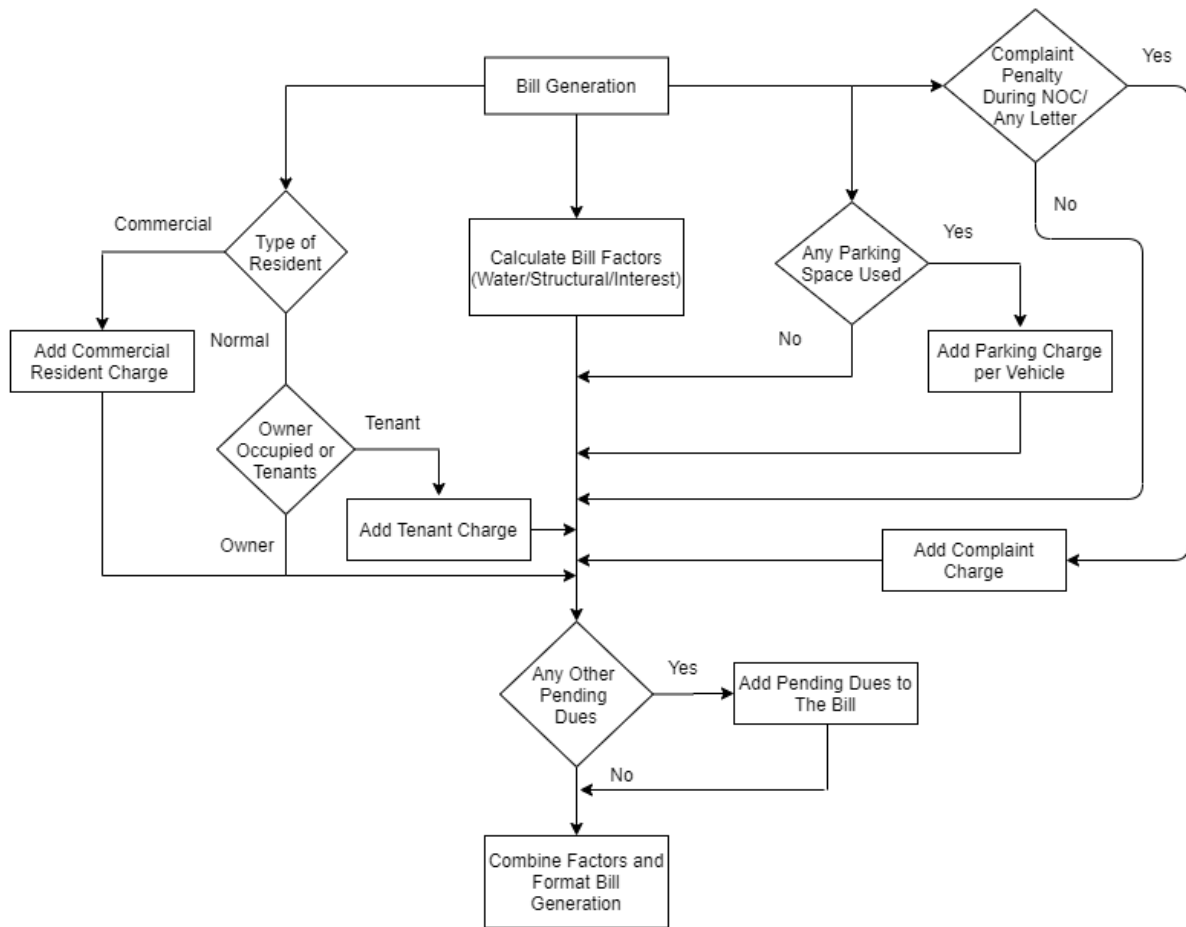 Bill Generation
Complaint
Penalty
During NOC/
Any Letter
Yes
No
Commercial
Type of
Resident
Calculate Bill Factors
(Water/Structural/Interest)
Any Parking
Space Used
Yes
No
Add Commercial
Resident Charge
Normal
Add Parking Charge
per Vehicle
Owner
Occupied or
Tenants
Tenant
Add Tenant Charge
Owner
Add Complaint
Charge
Any Other
Pending
Dues
Yes
Add Pending Dues to
The Bill
No
Combine Factors and
Format Bill
Generation